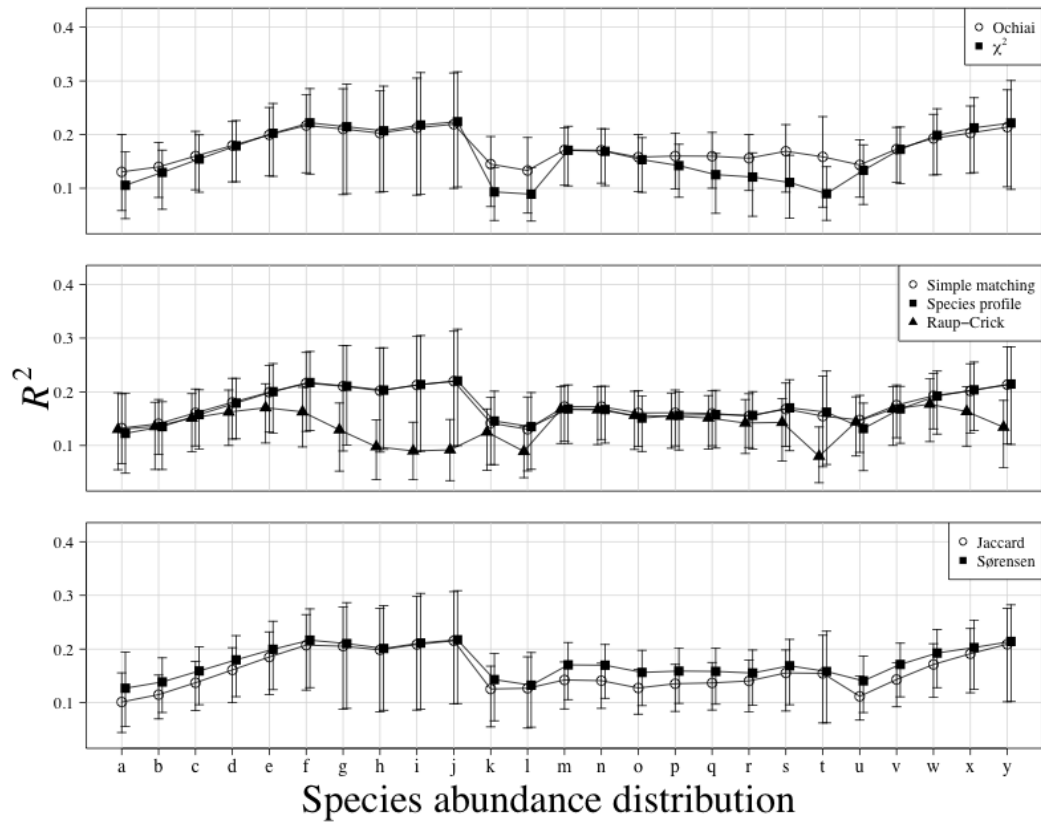 0.4
0.3
0.2
0.1
Ochiai
χ²
0.4
0.3
0.2
0.1
Simple matching
Species profile
Raup−Crick
R²
0.4
0.3
0.2
0.1
Jaccard
Sørensen
a b c d e f g h i j k l m n o p q r s t u v w x y
Species abundance distribution